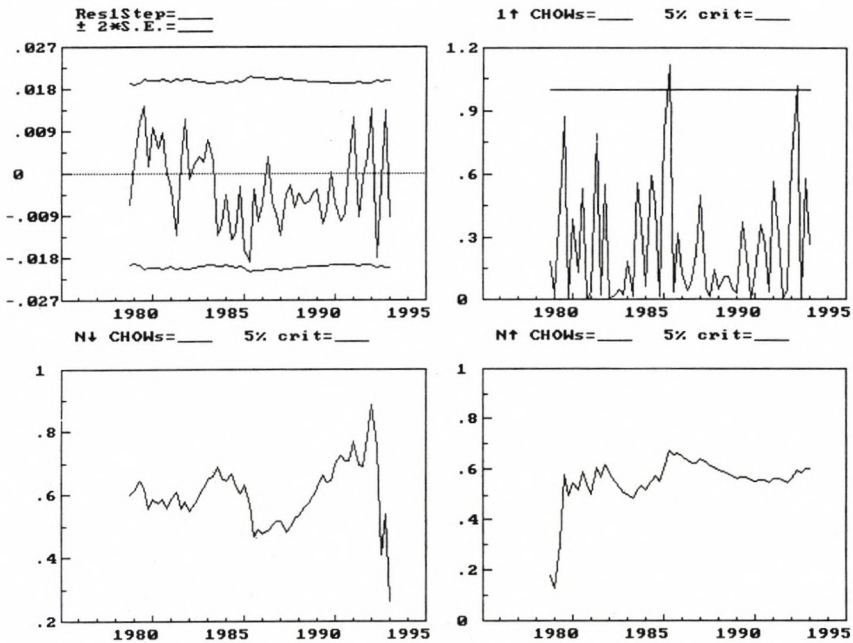 Res1Step=____
± 2*S.E.=____
.027
.018
.009
0
-.009
-.018
-.027
1980 1985 1990 1995
1↑ CHOWs=____ 5% crit=____
1.2
.9
.6
.3
0
1980 1985 1990 1995
N↓ CHOWs=____ 5% crit=____
1
.8
.6
.4
.2
1980 1985 1990 1995
N↑ CHOWs=____ 5% crit=____
1
.8
.6
.4
.2
0
1980 1985 1990 1995